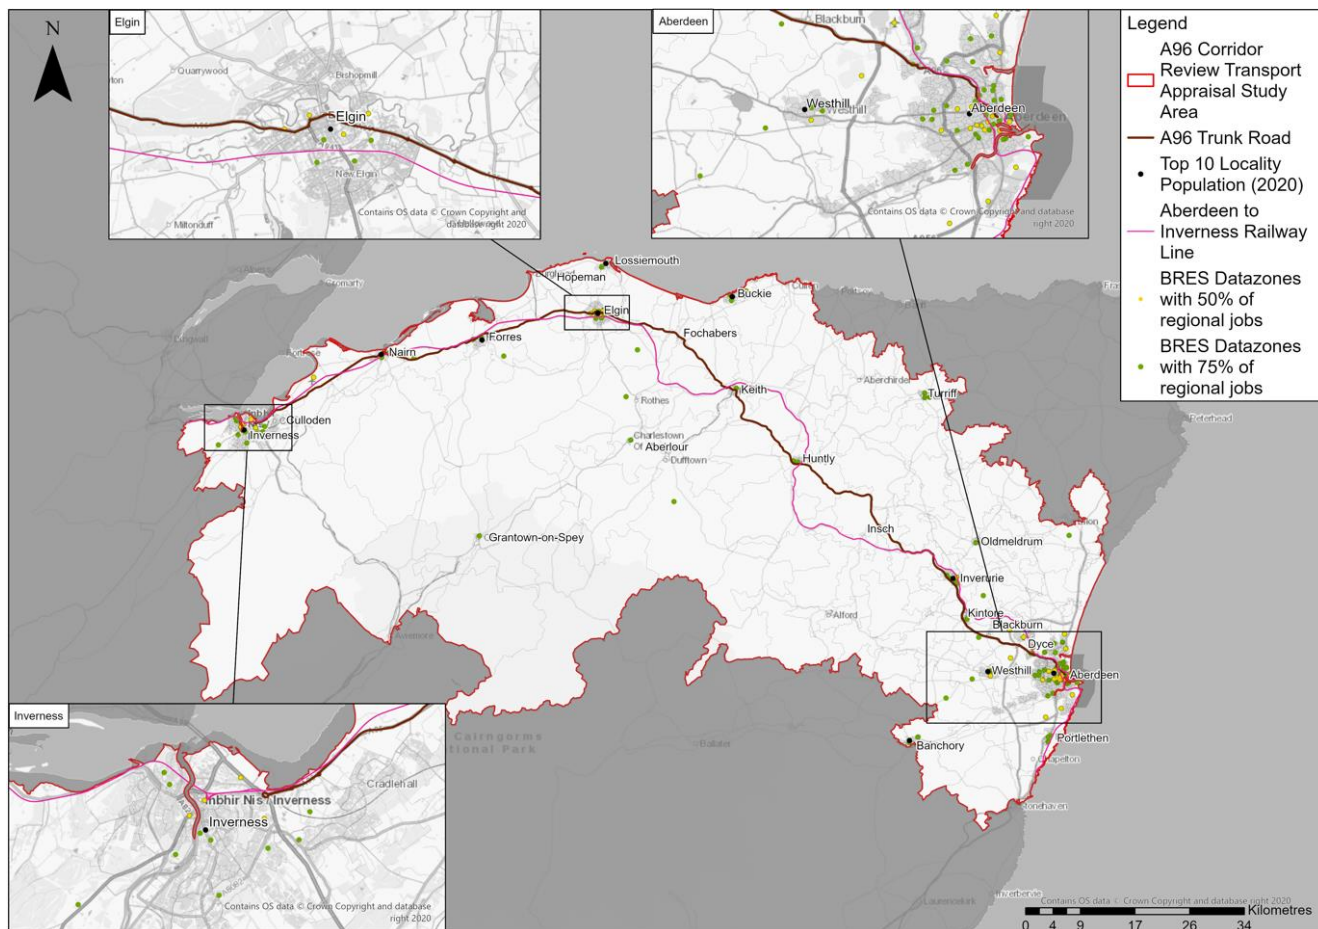 Elgin
Quarrywood
Bishopmill
Elgin
New Elgin
Miltonduff
Contains OS data © Crown Copyright and
database right 2020
Aberdeen
Blackburn
Westhill
Westhill
Aberdeen
Aberdeen
Contains OS data © Crown Copyright and database
right 2020
Legend
A96 Corridor
Review Transport
Appraisal Study
Area
A96 Trunk Road
Top 10 Locality
Population (2020)
Aberdeen to
Inverness Railway
Line
BRES Datazones
with 50% of
regional jobs
BRES Datazones
with 75% of
regional jobs
N
Lossiemouth
Hopeman
Cromarty
Buckie
Elgin
Fochabers
Forres
Nairn
Aberchirder
Keith
Turriff
Rothes
Culloden
Inverness
Peterhead
Charlestown
Of Aberlour
Dufftown
Huntly
Insch
Oldmeldrum
Grantown-on-Spey
Inverurie
Kintore
Alford
Blackburn
Aviemore
Dyce
Westhill
Aberdeen
Cairngorms
National Park
Ballater
Banchory
Portlethen
Chapelton
Stonehaven
Inverbervie
Laurencekirk
Inverness
Cradlehall
Inbhir Nis / Inverness
Inverness
Contains OS data © Crown Copyright and database
right 2020
Contains OS data © Crown Copyright and database right 2020
Kilometres
0 4 9 17 26 34